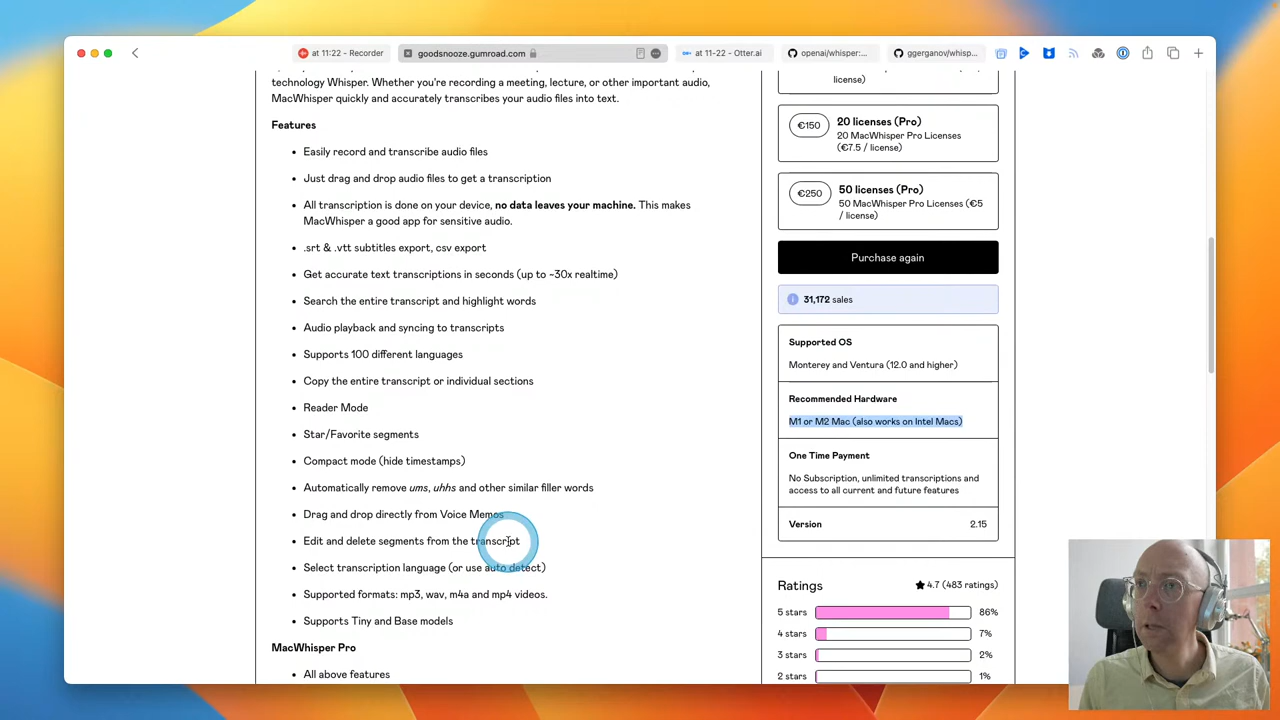 at 11:22 - Recorder
goodsnooze.gumroad.com
at 11-22 - Otter.ai
openai/whisper:...
ggerganov/whisp...
technology Whisper. Whether you're recording a meeting, lecture, or other important audio,
MacWhisper quickly and accurately transcribes your audio files into text.
Features
• Easily record and transcribe audio files
• Just drag and drop audio files to get a transcription
• All transcription is done on your device, no data leaves your machine. This makes
MacWhisper a good app for sensitive audio.
• .srt & .vtt subtitles export, csv export
• Get accurate text transcriptions in seconds (up to ~30x realtime)
• Search the entire transcript and highlight words
• Audio playback and syncing to transcripts
• Supports 100 different languages
• Copy the entire transcript or individual sections
• Reader Mode
• Star/Favorite segments
• Compact mode (hide timestamps)
• Automatically remove ums, uhhs and other similar filler words
• Drag and drop directly from Voice Memos
• Edit and delete segments from the transcript
• Select transcription language (or use auto detect)
• Supported formats: mp3, wav, m4a and mp4 videos.
• Supports Tiny and Base models
MacWhisper Pro
• All above features
license)
€150
20 licenses (Pro)
20 MacWhisper Pro Licenses
(€7.5 / license)
€250
50 licenses (Pro)
50 MacWhisper Pro Licenses (€5
/ license)
Purchase again
31,172 sales
Supported OS
Monterey and Ventura (12.0 and higher)
Recommended Hardware
M1 or M2 Mac (also works on Intel Macs)
One Time Payment
No Subscription, unlimited transcriptions and
access to all current and future features
Version 2.15
Ratings ★ 4.7 (483 ratings)
5 stars 86%
4 stars 7%
3 stars 2%
2 stars 1%